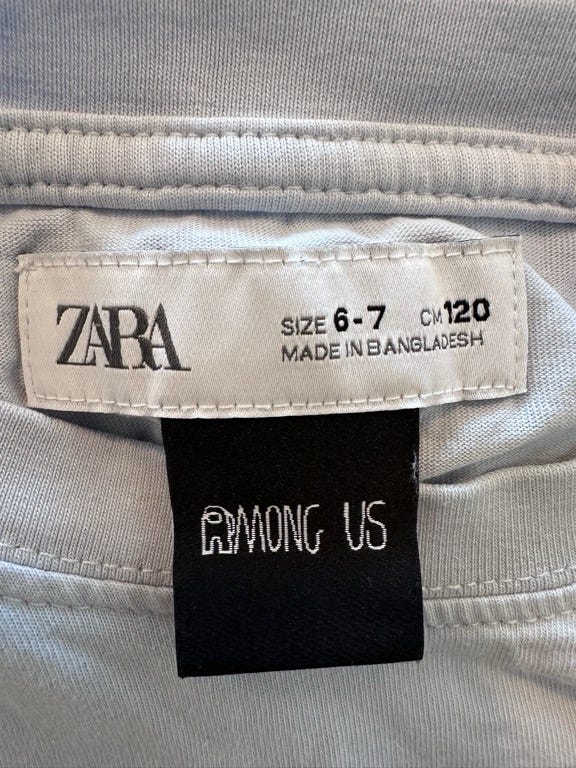 ZARA
SIZE 6-7 CM 120
MADE IN BANGLADESH
AMONG US